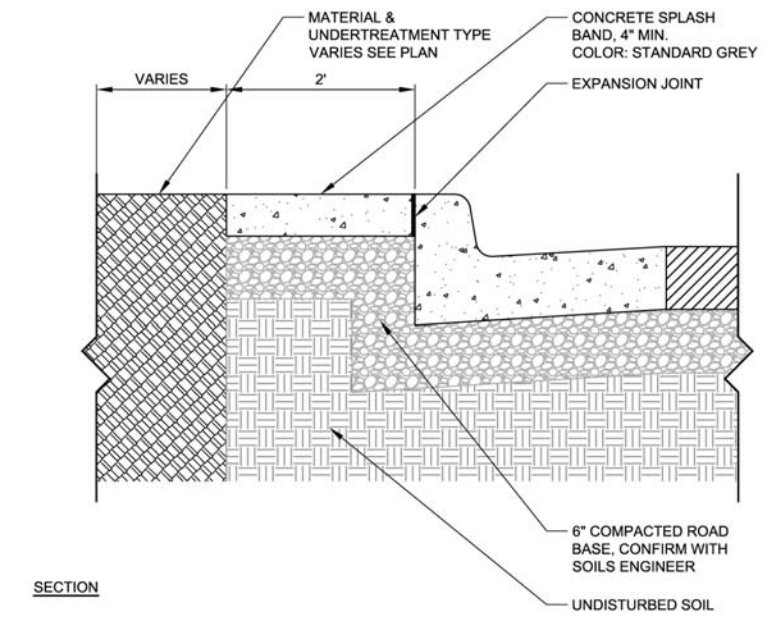 MATERIAL &
UNDERTREATMENT TYPE
VARIES SEE PLAN
CONCRETE SPLASH
BAND, 4" MIN.
COLOR: STANDARD GREY
VARIES
2'
EXPANSION JOINT
6" COMPACTED ROAD
BASE, CONFIRM WITH
SOILS ENGINEER
SECTION
UNDISTURBED SOIL